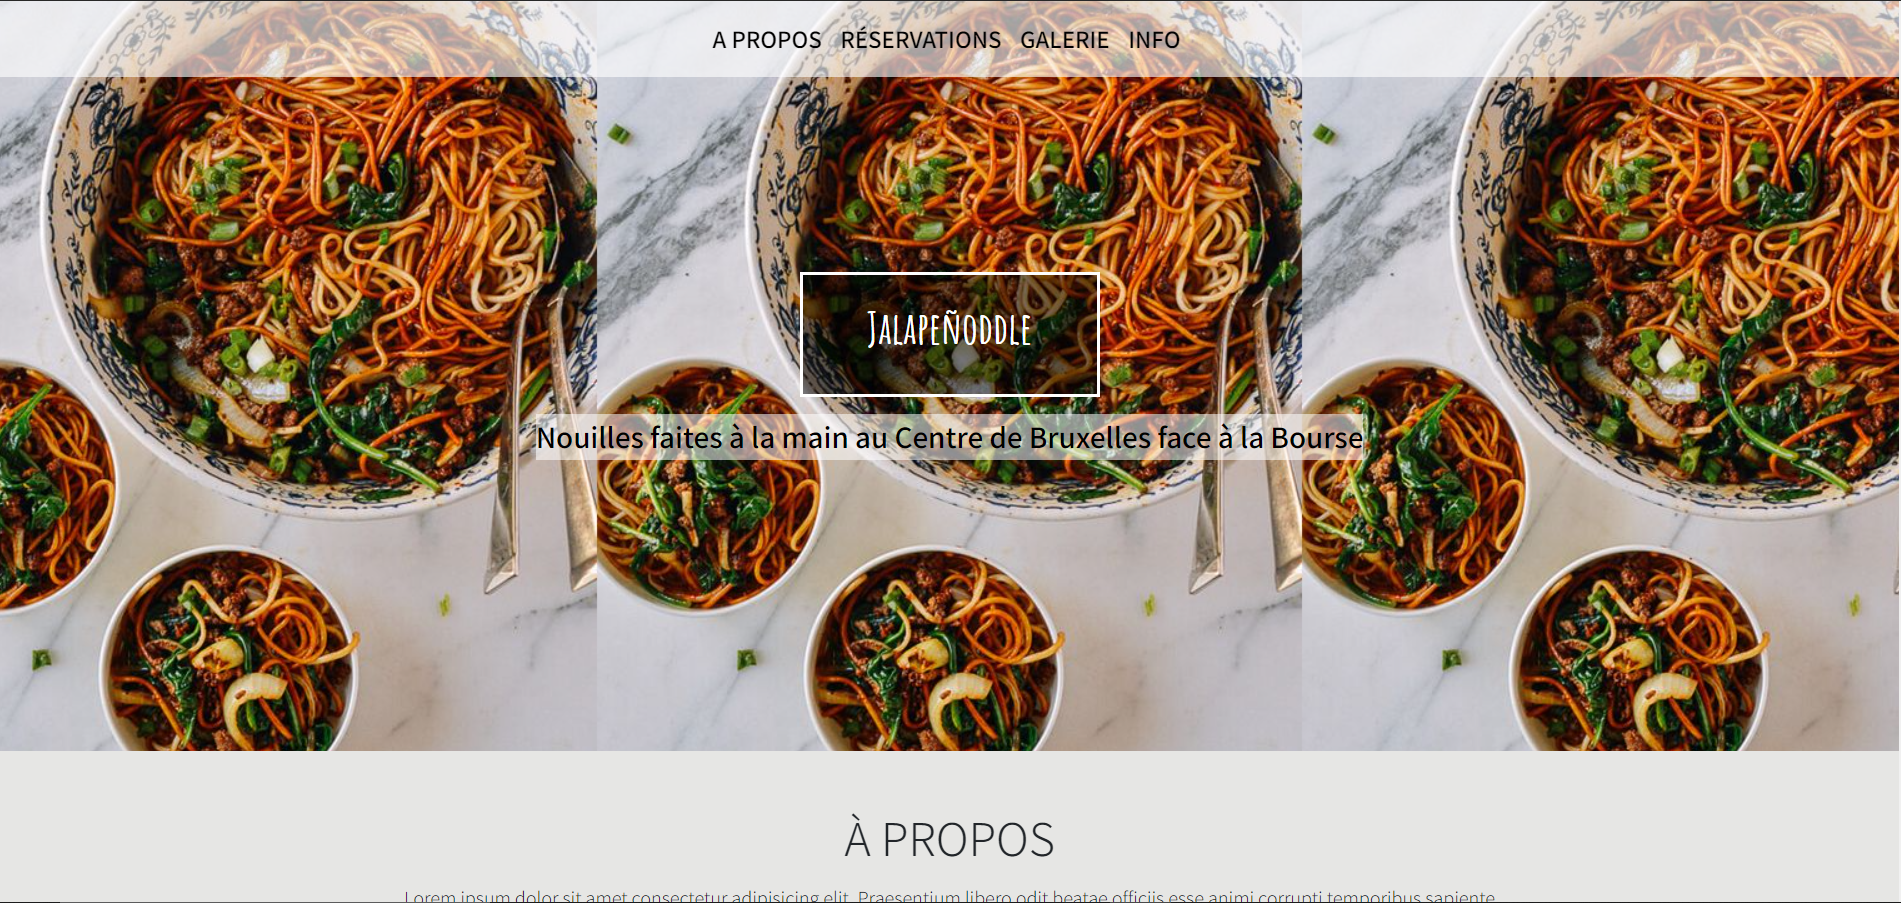 A PROPOS RÉSERVATIONS GALERIE INFO
JALAPEÑODDLE
Nouilles faites à la main au Centre de Bruxelles face à la Bourse
À PROPOS
Lorem ipsum dolor sit amet consectetur adipisicing elit. Praesentium libero odit beatae officiis esse animi corrupti temporibus sapiente